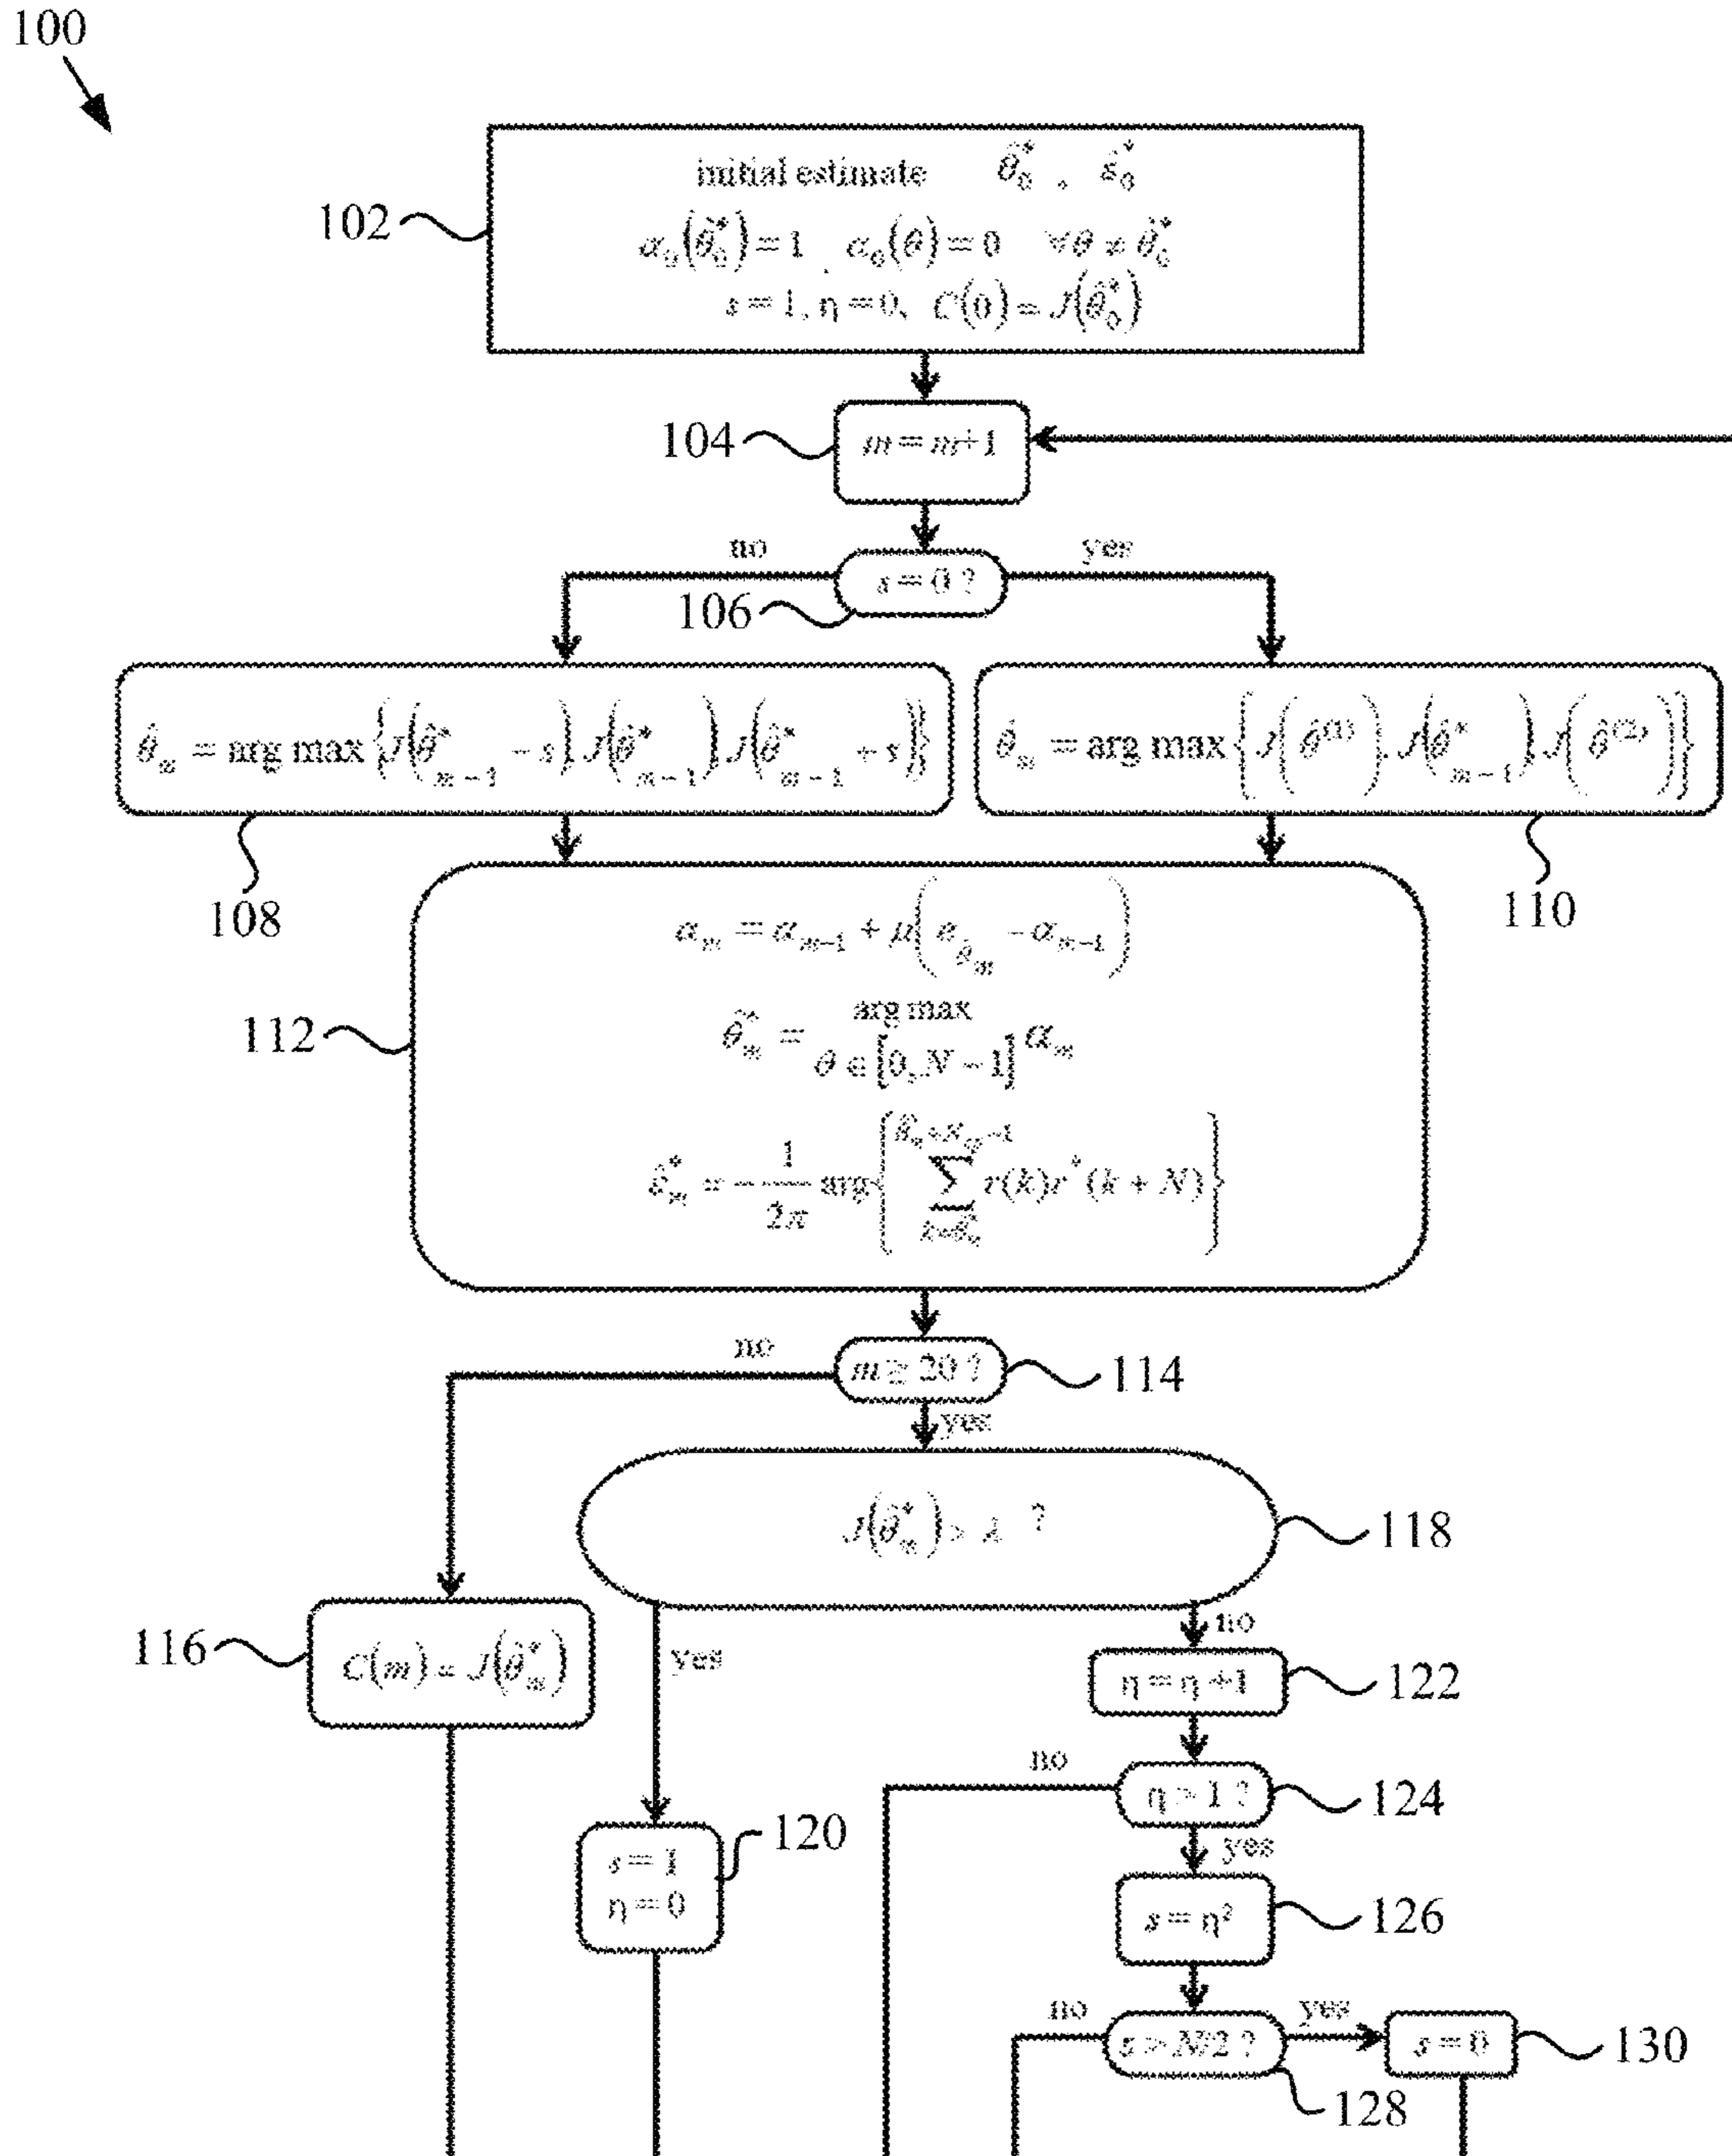 100
initial estimate θ̂*₀ , ε̂*₀
102
α₀(θ̂*₀)=1 , α₀(θ)=0 ∀θ ≠ θ̂*₀
s=1, η=0, C(0)=J(θ̂*₀)
104
m=m+1
no
yes
s=0 ?
106
θ̂ₘ = arg max {J(θ̂*ₘ₋₁ − s), J(θ̂*ₘ₋₁), J(θ̂*ₘ₋₁ + s)}
θ̂ₘ = arg max {J(θ̂⁽¹⁾), J(θ̂*ₘ₋₁), J(θ̂⁽²⁾)}
108
110
αₘ = αₘ₋₁ + μ(e_θ̂ₘ − αₘ₋₁)
112
θ̂*ₘ = arg max θ∈[0,N−1] αₘ
ε̂*ₘ = − 1/2π arg{∑ r(k)r*(k+N)}
no
m ≥ 20 ?
114
yes
J(θ̂*ₘ) > λ ?
118
116
C(m) = J(θ̂*ₘ)
yes
no
η=η+1
122
no
η > 1 ?
124
120
s=1
η=0
yes
s=η²
126
no
yes
s > N/2 ?
s=0
130
128